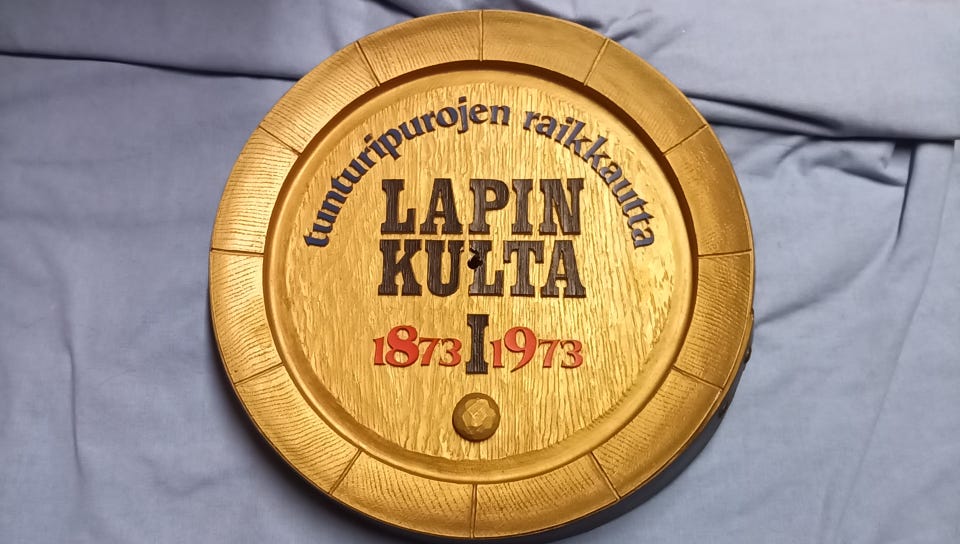 tunturipurojen raikkautta
LAPIN
KULTA
1873 I 1973